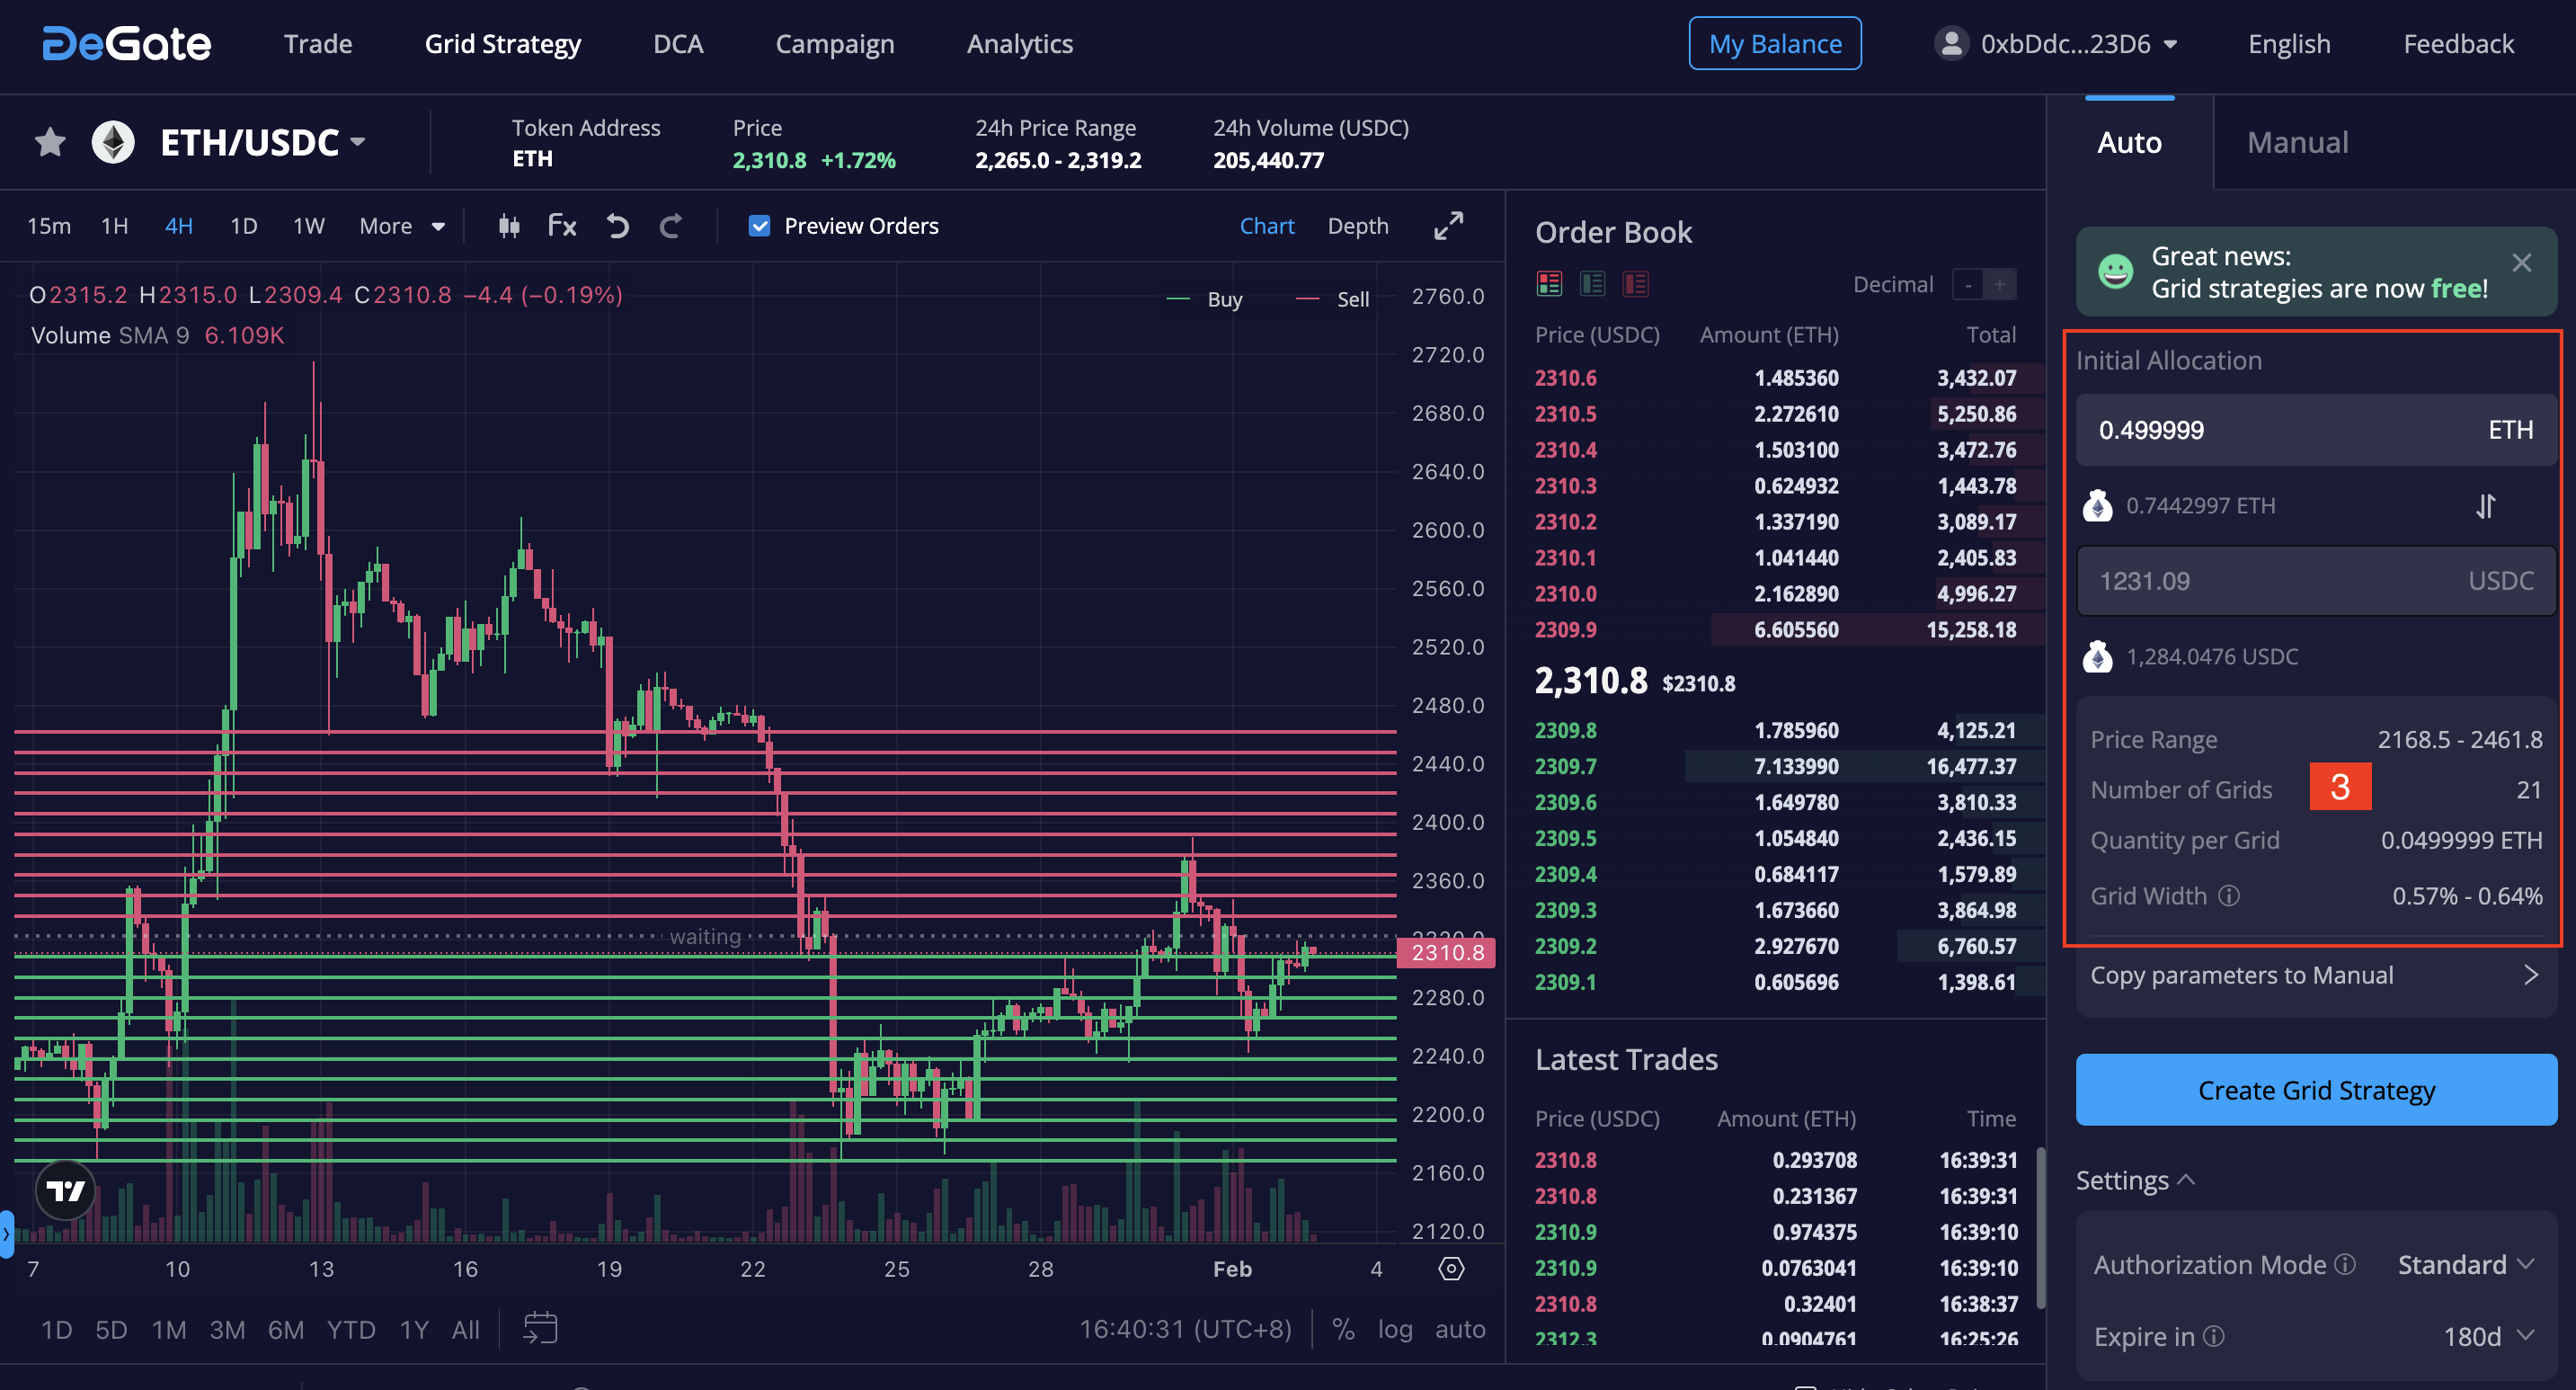 DeGate Trade Grid Strategy DCA Campaign Analytics My Balance 0xbDdc...23D6 English Feedback
ETH/USDC
Token Address Price 24h Price Range 24h Volume (USDC)
ETH 2,310.8 +1.72% 2,265.0 - 2,319.2 205,440.77
15m 1H 4H 1D 1W More Fx Preview Orders Chart Depth
O2315.2 H2315.0 L2309.4 C2310.8 −4.4 (−0.19%)
Volume SMA 9 6.109K
Buy Sell
2760.0
2720.0
2680.0
2640.0
2600.0
2560.0
2520.0
2480.0
2440.0
2400.0
2360.0
2310.8
2280.0
2240.0
2200.0
2160.0
2120.0
waiting
7 10 13 16 19 22 25 28 Feb 4
1D 5D 1M 3M 6M YTD 1Y All 16:40:31 (UTC+8) % log auto
Order Book
Decimal - +
Price (USDC) Amount (ETH) Total
2310.6 1.485360 3,432.07
2310.5 2.272610 5,250.86
2310.4 1.503100 3,472.76
2310.3 0.624932 1,443.78
2310.2 1.337190 3,089.17
2310.1 1.041440 2,405.83
2310.0 2.162890 4,996.27
2309.9 6.605560 15,258.18
2,310.8 $2310.8
2309.8 1.785960 4,125.21
2309.7 7.133990 16,477.37
2309.6 1.649780 3,810.33
2309.5 1.054840 2,436.15
2309.4 0.684117 1,579.89
2309.3 1.673660 3,864.98
2309.2 2.927670 6,760.57
2309.1 0.605696 1,398.61
Latest Trades
Price (USDC) Amount (ETH) Time
2310.8 0.293708 16:39:31
2310.8 0.231367 16:39:31
2310.9 0.974375 16:39:10
2310.9 0.0763041 16:39:10
2310.8 0.32401 16:38:37
2312.3 0.0904761 16:25:26
Auto Manual
Great news:
Grid strategies are now free!
Initial Allocation
0.499999 ETH
0.7442997 ETH
1231.09 USDC
1,284.0476 USDC
Price Range 2168.5 - 2461.8
Number of Grids 3 21
Quantity per Grid 0.0499999 ETH
Grid Width 0.57% - 0.64%
Copy parameters to Manual
Create Grid Strategy
Settings
Authorization Mode Standard
Expire in 180d